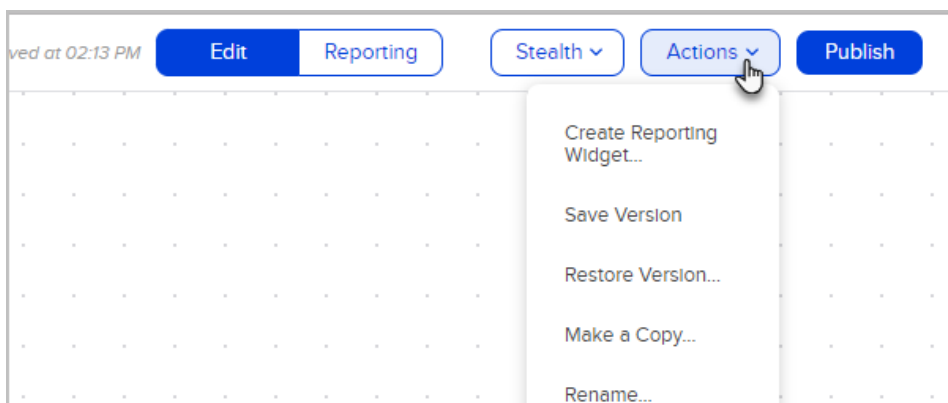 ved at 02:13 PM Edit Reporting Stealth Actions Publish
Create Reporting
Widget...
Save Version
Restore Version...
Make a Copy...
Rename...